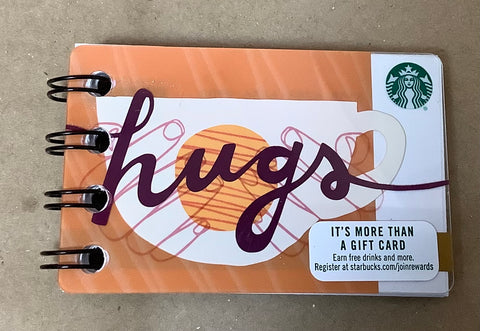 hugs
IT'S MORE THAN
A GIFT CARD
Earn free drinks and more.
Register at starbucks.com/joinrewards